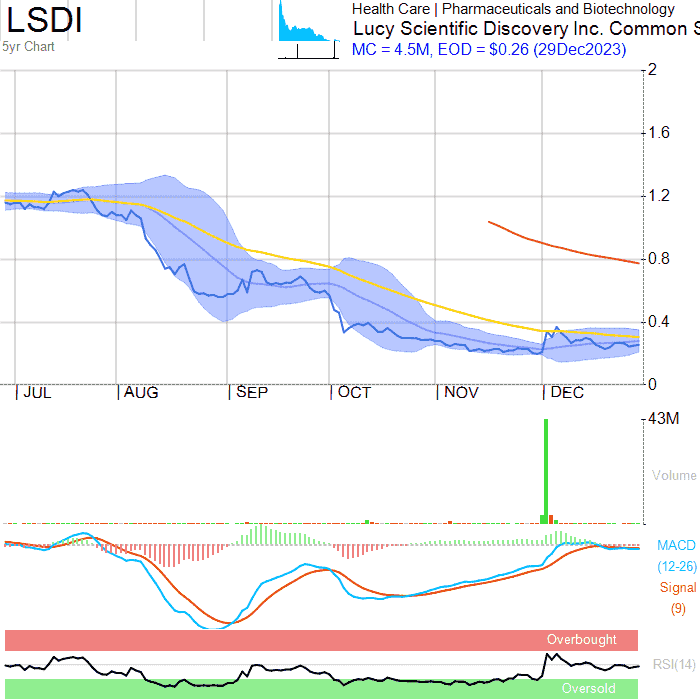 LSDI
5yr Chart
Health Care | Pharmaceuticals and Biotechnology
Lucy Scientific Discovery Inc. Common S
MC = 4.5M, EOD = $0.26 (29Dec2023)
2
1.6
1.2
0.8
0.4
0
JUL AUG SEP OCT NOV DEC
43M
Volume
MACD
(12-26)
Signal
(9)
Overbought
RSI(14)
Oversold